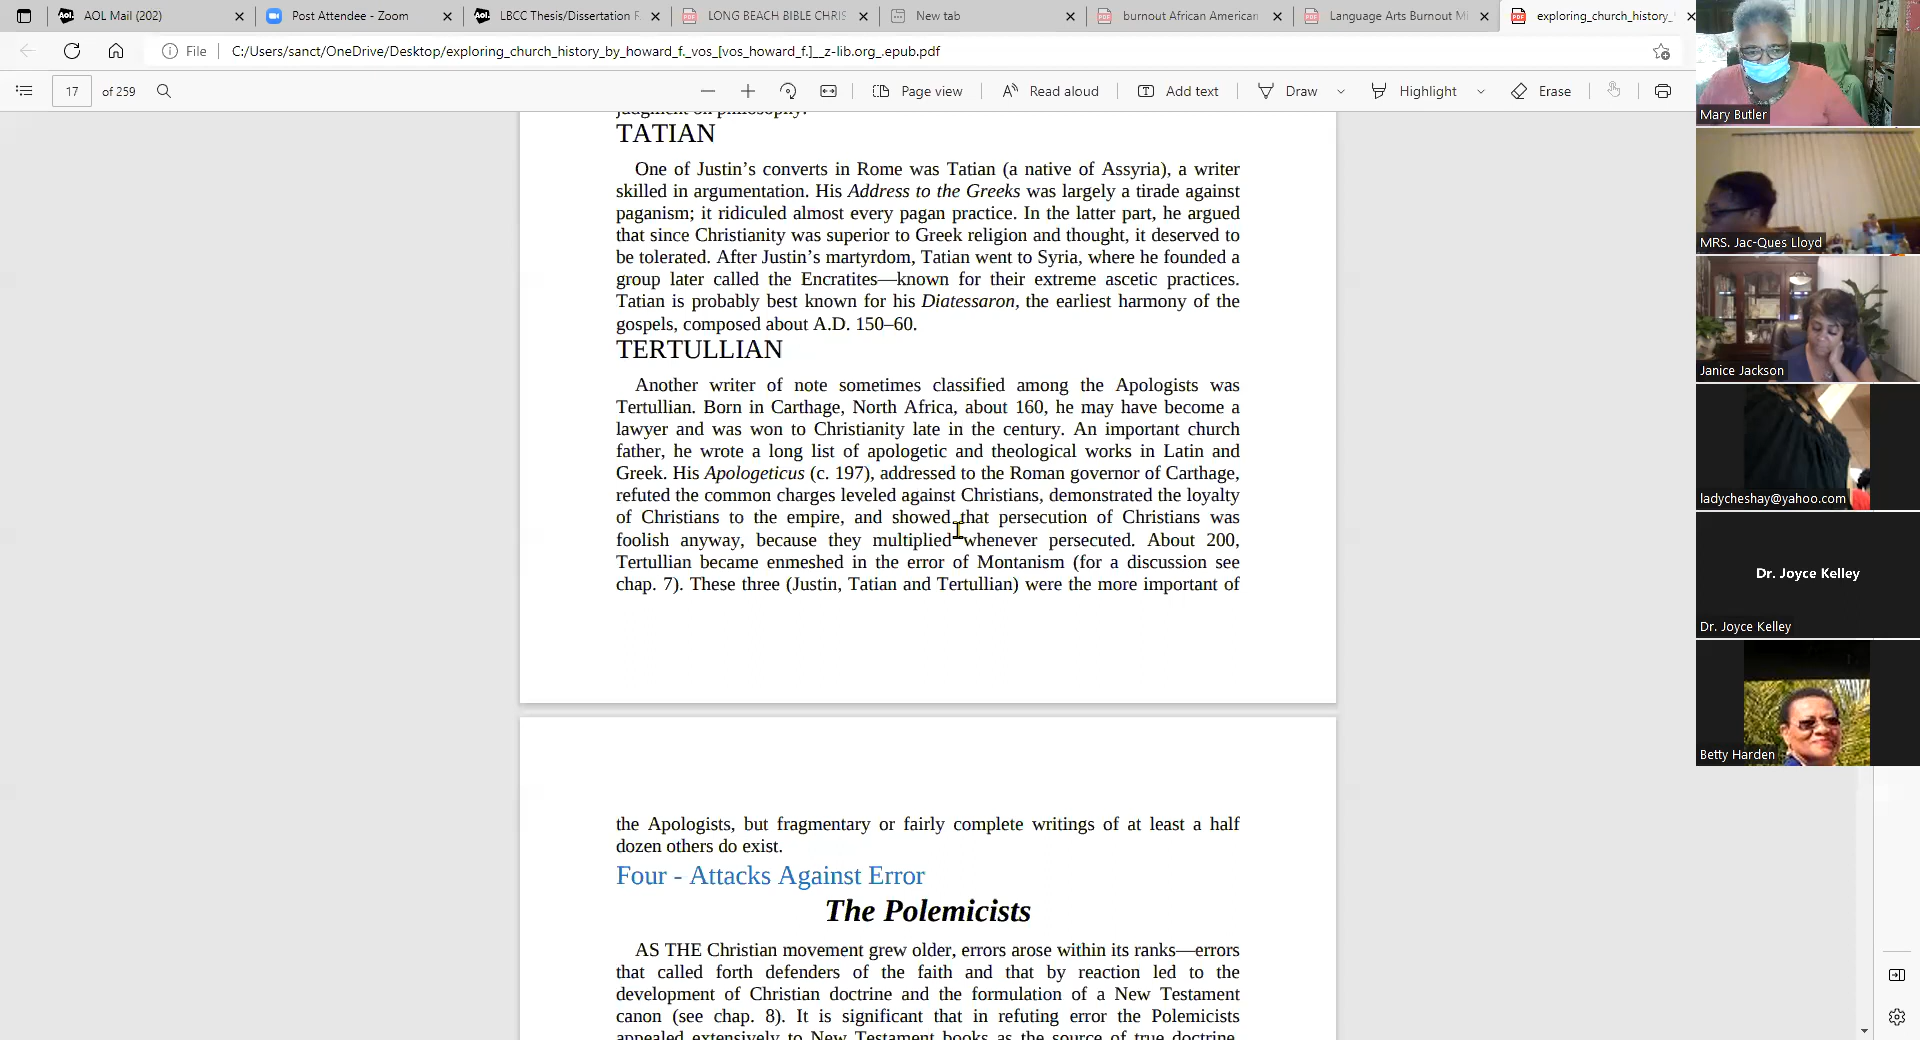 AOL Mail (202)
Post Attendee - Zoom
LBCC Thesis/Dissertation R
LONG BEACH BIBLE CHRIS
New tab
burnout African American
Language Arts Burnout Mi
exploring_church_history_
File
C:/Users/sanct/OneDrive/Desktop/exploring_church_history_by_howard_f._vos_[vos_howard_f.]__z-lib.org_.epub.pdf
17 of 259
Page view
Read aloud
Add text
Draw
Highlight
Erase
judgment on philosophy.
TATIAN
One of Justin’s converts in Rome was Tatian (a native of Assyria), a writer
skilled in argumentation. His Address to the Greeks was largely a tirade against
paganism; it ridiculed almost every pagan practice. In the latter part, he argued
that since Christianity was superior to Greek religion and thought, it deserved to
be tolerated. After Justin’s martyrdom, Tatian went to Syria, where he founded a
group later called the Encratites—known for their extreme ascetic practices.
Tatian is probably best known for his Diatessaron, the earliest harmony of the
gospels, composed about A.D. 150–60.
TERTULLIAN
Another writer of note sometimes classified among the Apologists was
Tertullian. Born in Carthage, North Africa, about 160, he may have become a
lawyer and was won to Christianity late in the century. An important church
father, he wrote a long list of apologetic and theological works in Latin and
Greek. His Apologeticus (c. 197), addressed to the Roman governor of Carthage,
refuted the common charges leveled against Christians, demonstrated the loyalty
of Christians to the empire, and showed that persecution of Christians was
foolish anyway, because they multiplied whenever persecuted. About 200,
Tertullian became enmeshed in the error of Montanism (for a discussion see
chap. 7). These three (Justin, Tatian and Tertullian) were the more important of
the Apologists, but fragmentary or fairly complete writings of at least a half
dozen others do exist.
Four - Attacks Against Error
The Polemicists
AS THE Christian movement grew older, errors arose within its ranks—errors
that called forth defenders of the faith and that by reaction led to the
development of Christian doctrine and the formulation of a New Testament
canon (see chap. 8). It is significant that in refuting error the Polemicists
appealed extensively to New Testament books as the source of true doctrine.
Mary Butler
MRS. Jac-Ques Lloyd
Janice Jackson
ladycheshay@yahoo.com
Dr. Joyce Kelley
Dr. Joyce Kelley
Betty Harden